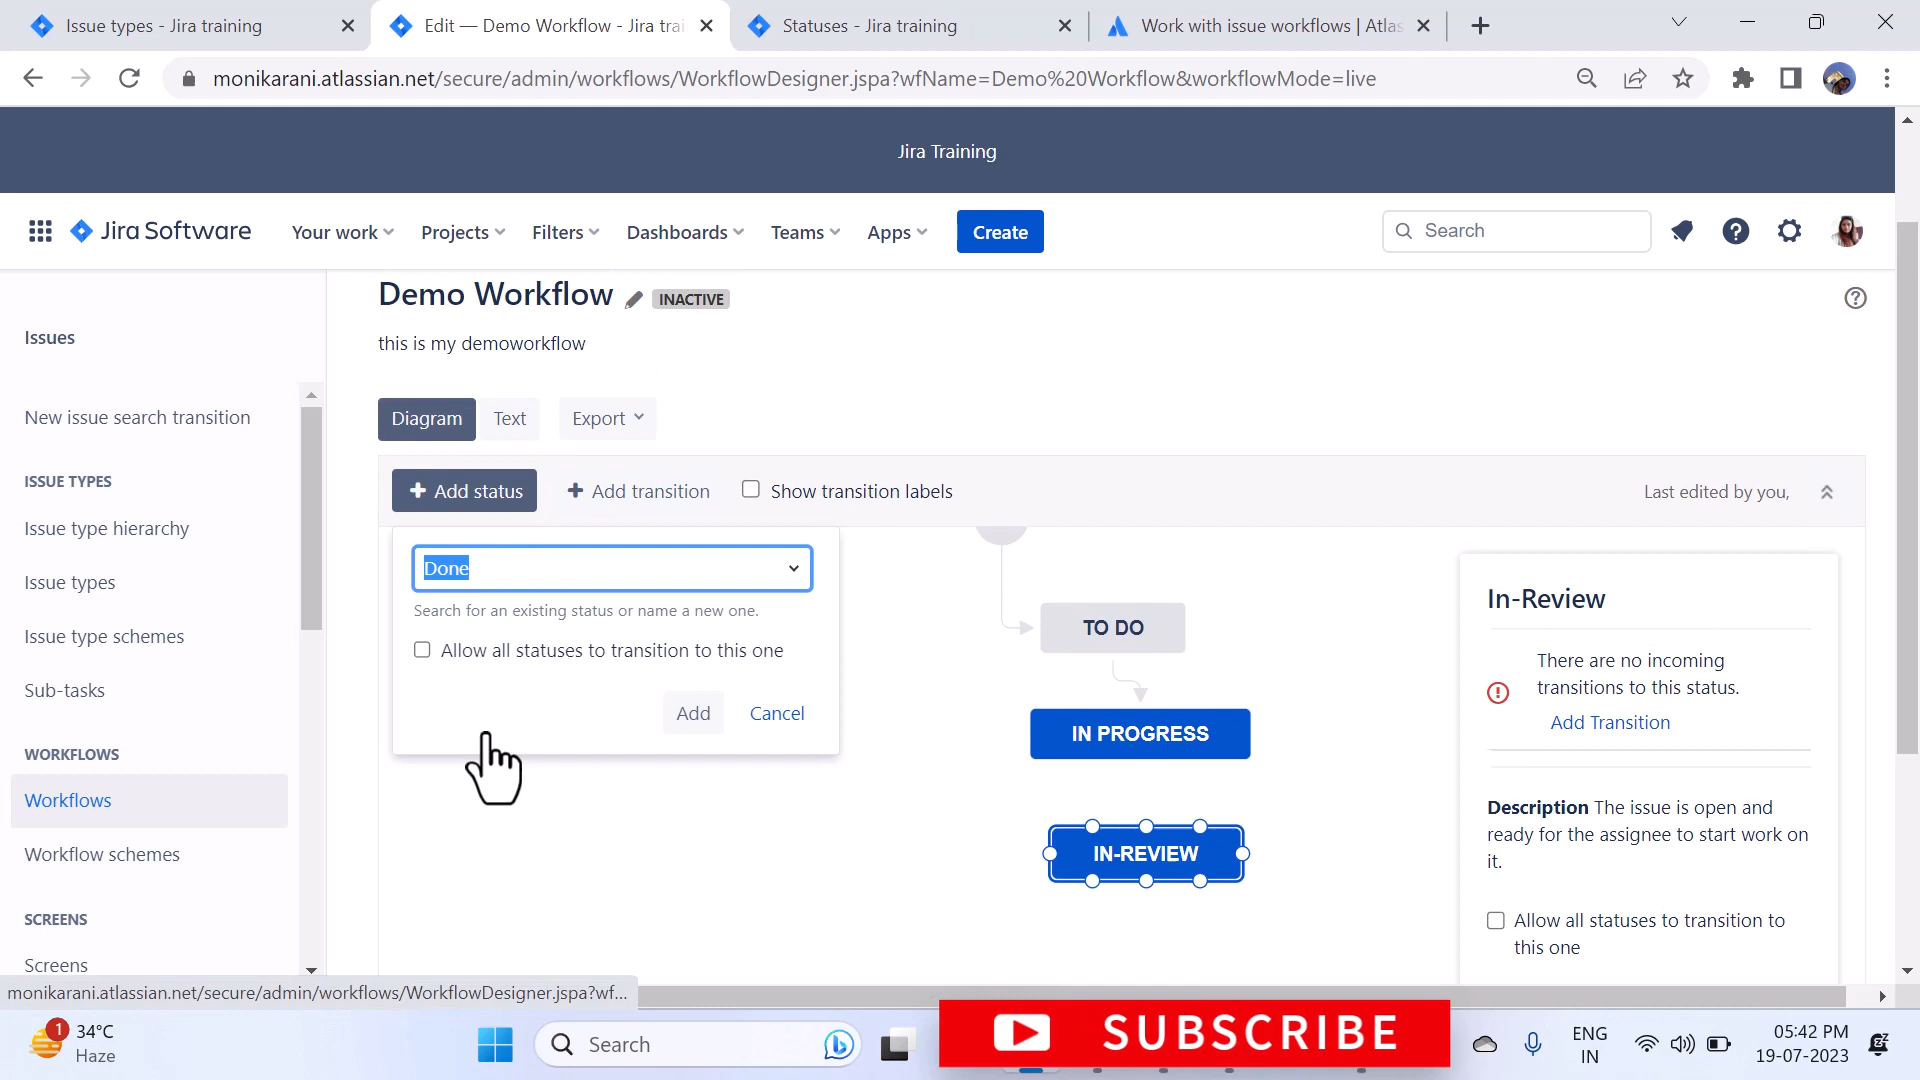 Issue types - Jira training
Edit — Demo Workflow - Jira trai
Statuses - Jira training
Work with issue workflows | Atlas
monikarani.atlassian.net/secure/admin/workflows/WorkflowDesigner.jspa?wfName=Demo%20Workflow&workflowMode=live
Jira Training
Jira Software
Your work
Projects
Filters
Dashboards
Teams
Apps
Create
Search
Issues
New issue search transition
ISSUE TYPES
Issue type hierarchy
Issue types
Issue type schemes
Sub-tasks
WORKFLOWS
Workflows
Workflow schemes
SCREENS
Screens
Demo Workflow
INACTIVE
this is my demoworkflow
Diagram
Text
Export
Add status
Add transition
Show transition labels
Last edited by you,
Done
Search for an existing status or name a new one.
Allow all statuses to transition to this one
Add
Cancel
TO DO
IN PROGRESS
IN-REVIEW
In-Review
There are no incoming
transitions to this status.
Add Transition
Description The issue is open and
ready for the assignee to start work on
it.
Allow all statuses to transition to
this one
monikarani.atlassian.net/secure/admin/workflows/WorkflowDesigner.jspa?wf...
1
34°C
Haze
Search
SUBSCRIBE
ENG
IN
05:42 PM
19-07-2023